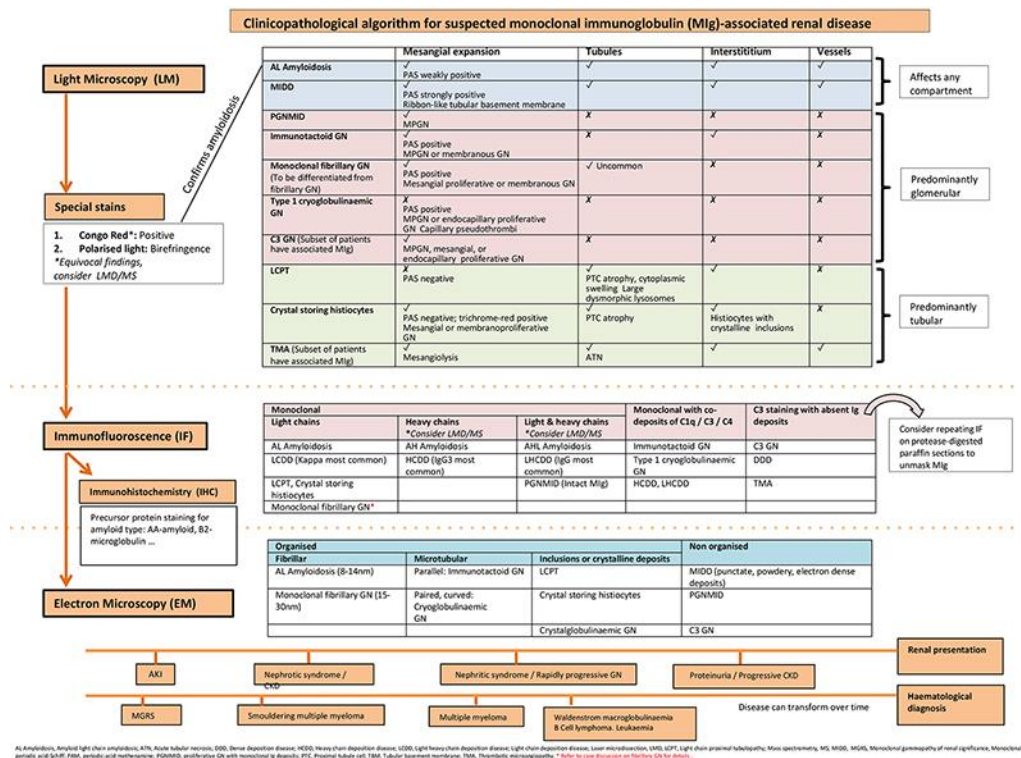 Clinicopathological algorithm for suspected monoclonal immunoglobulin (MIg)-associated renal disease
Light Microscopy (LM)
Confirms amyloidosis
Special stains
1. Congo Red*: Positive
2. Polarised light: Birefringence
*Equivocal findings,
consider LMD/MS
Mesangial expansion Tubules Interstititium Vessels
AL Amyloidosis ✓ ✓ ✓ ✓
PAS weakly positive
MIDD ✓ ✓ ✓ ✓
PAS strongly positive
Ribbon-like tubular basement membrane
PGNMID ✓ ✗ ✗ ✗
MPGN
Immunotactoid GN ✓ ✗ ✓ ✗
PAS positive
MPGN or membranous GN
Monoclonal fibrillary GN ✓ ✓ Uncommon ✗ ✗
(To be differentiated from PAS positive
fibrillary GN) Mesangial proliferative or membranous GN
Type 1 cryoglobulinaemic ✗ ✗ ✗ ✗
GN PAS positive
MPGN or endocapillary proliferative
GN Capillary pseudothrombi
C3 GN (Subset of patients ✓ ✗ ✗ ✗
have associated MIg) MPGN, mesangial, or
endocapillary proliferative GN
LCPT ✗ ✓ ✓ ✗
PAS negative PTC atrophy, cytoplasmic
swelling Large
dysmorphic lysosomes
Crystal storing histiocytes ✓ ✓ ✓ ✗
PAS negative; trichrome-red positive PTC atrophy Histiocytes with
Mesangial or membranoproliferative crystalline inclusions
GN
TMA (Subset of patients ✓ ✓ ✓ ✓
have associated MIg) Mesangiolysis ATN
Affects any
compartment
Predominantly
glomerular
Predominantly
tubular
Immunofluoroscence (IF)
Immunohistochemistry (IHC)
Precursor protein staining for
amyloid type: AA-amyloid, B2-
microglobulin ...
Monoclonal Monoclonal with co- C3 staining with absent Ig
Light chains Heavy chains Light & heavy chains deposits of C1q / C3 / C4 deposits
*Consider LMD/MS *Consider LMD/MS
AL Amyloidosis AH Amyloidosis AHL Amyloidosis Immunotactoid GN C3 GN
LCDD (Kappa most common) HCDD (IgG3 most LHCDD (IgG most Type 1 cryoglobulinaemic DDD
common) common) GN
LCPT, Crystal storing PGNMID (Intact MIg) HCDD, LHCDD TMA
histiocytes
Monoclonal fibrillary GN*
Consider repeating IF
on protease-digested
paraffin sections to
unmask MIg
Electron Microscopy (EM)
Organised Non organised
Fibrillar Microtubular Inclusions or crystalline deposits
AL Amyloidosis (8-14nm) Parallel: Immunotactoid GN LCPT MIDD (punctate, powdery, electron dense
deposits)
Monoclonal fibrillary GN (15- Paired, curved: Crystal storing histiocytes PGNMID
30nm) Cryoglobulinaemic
GN
Crystalglobulinaemic GN C3 GN
Renal presentation
AKI
Nephrotic syndrome /
CKD
Nephritic syndrome / Rapidly progressive GN
Proteinuria / Progressive CKD
Haematological
diagnosis
Disease can transform over time
MGRS
Smouldering multiple myeloma
Multiple myeloma
Waldenstrom macroglobulinaemia
B Cell lymphoma. Leukaemia